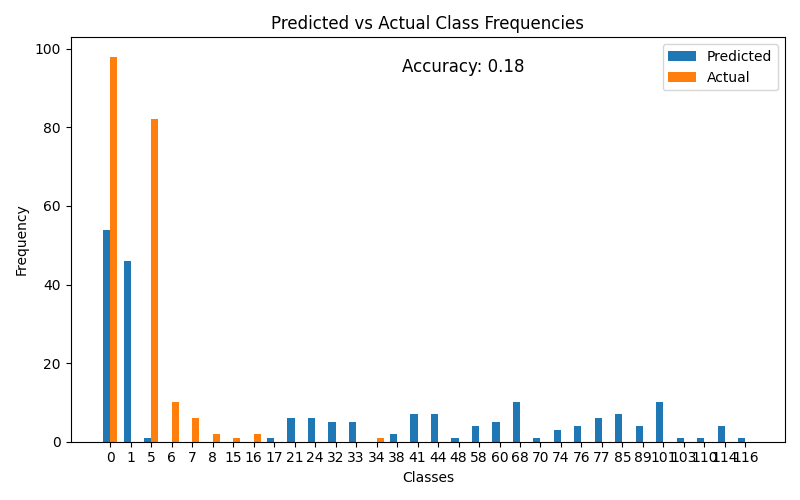 Predicted vs Actual Class Frequencies
Accuracy: 0.18
Predicted
Actual
Frequency
100
80
60
40
20
0
0 1 5 6 7 8 15 16 17 21 24 32 33 34 38 41 44 48 58 60 68 70 74 76 77 85 89 101 103 110 114 116
Classes